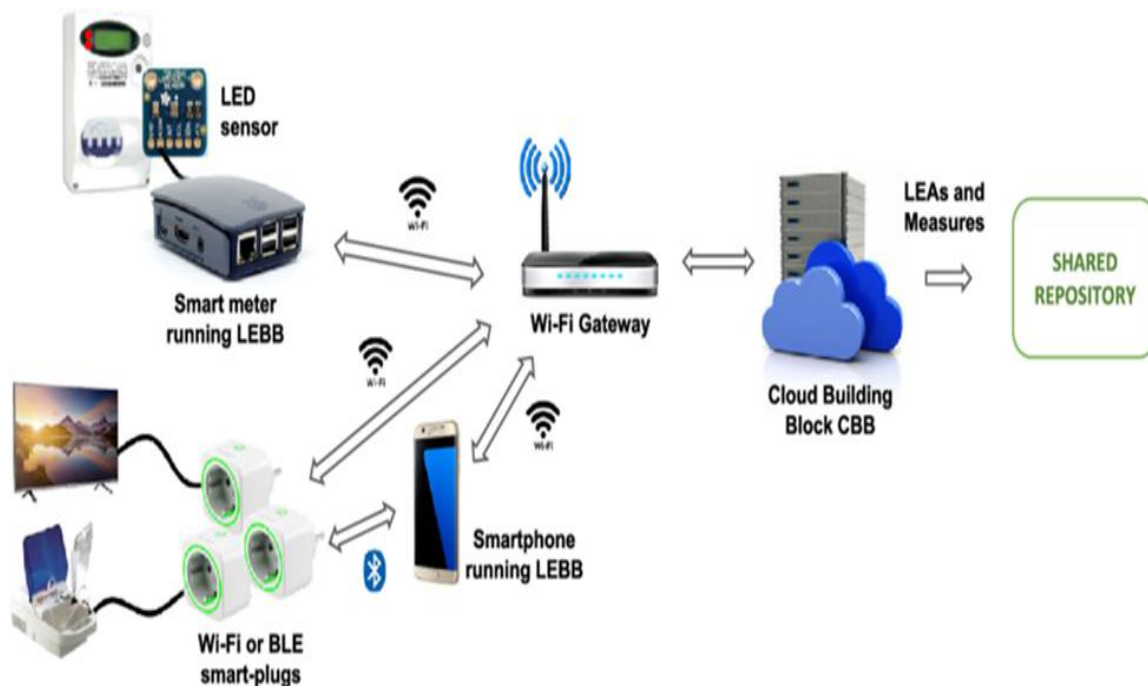 LED
sensor
Wi-Fi
LEAs and
Measures
SHARED
REPOSITORY
Smart meter
running LEBB
Wi-Fi Gateway
Wi-Fi
Wi-Fi
Cloud Building
Block CBB
Smartphone
running LEBB
Wi-Fi or BLE
smart-plugs